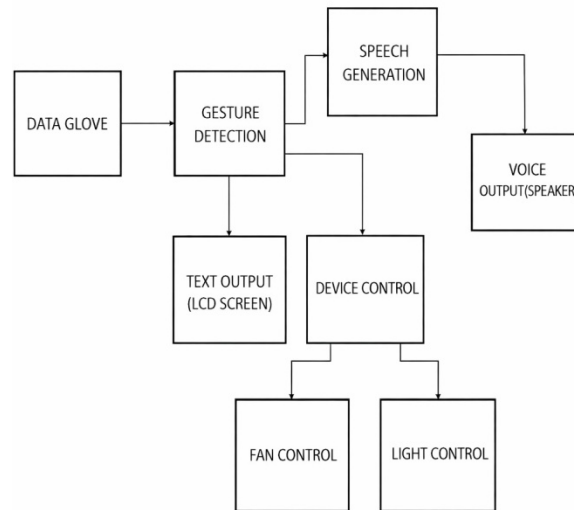 SPEECH
GENERATION
DATA GLOVE
GESTURE
DETECTION
VOICE
OUTPUT(SPEAKER
TEXT OUTPUT
(LCD SCREEN)
DEVICE CONTROL
FAN CONTROL
LIGHT CONTROL